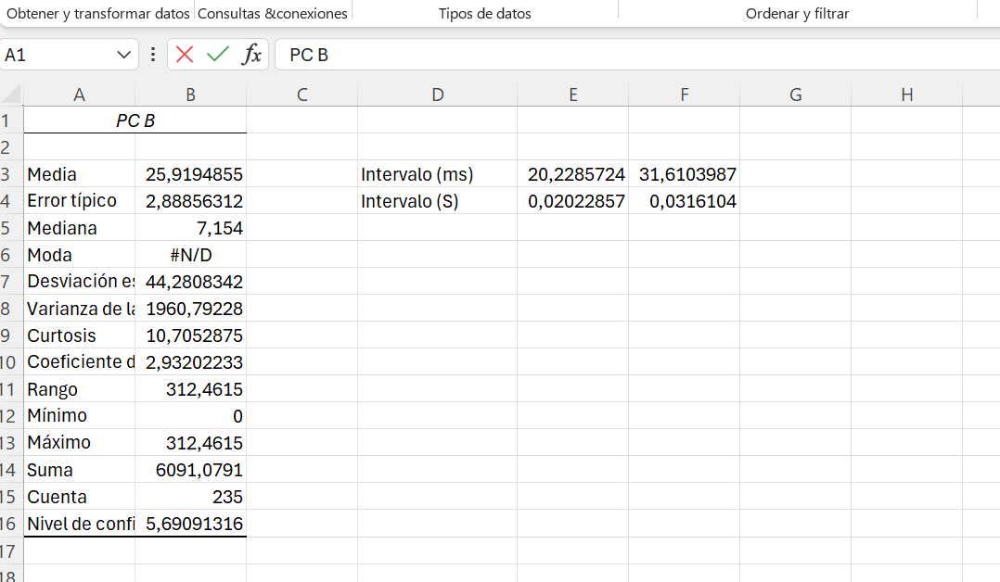 Obtener y transformar datos Consultas &conexiones Tipos de datos Ordenar y filtrar
A1 fx PC B
A B C D E F G H
1 PC B
2
3 Media 25,9194855 Intervalo (ms) 20,2285724 31,6103987
4 Error típico 2,88856312 Intervalo (S) 0,02022857 0,0316104
5 Mediana 7,154
6 Moda #N/D
7 Desviación es 44,2808342
8 Varianza de la 1960,79228
9 Curtosis 10,7052875
10 Coeficiente d 2,93202233
11 Rango 312,4615
12 Mínimo 0
13 Máximo 312,4615
14 Suma 6091,0791
15 Cuenta 235
16 Nivel de confi 5,69091316
17
18